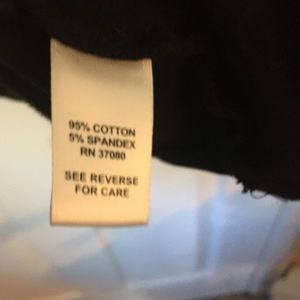 95% COTTON
5% SPANDEX
RN 37080
SEE REVERSE
FOR CARE